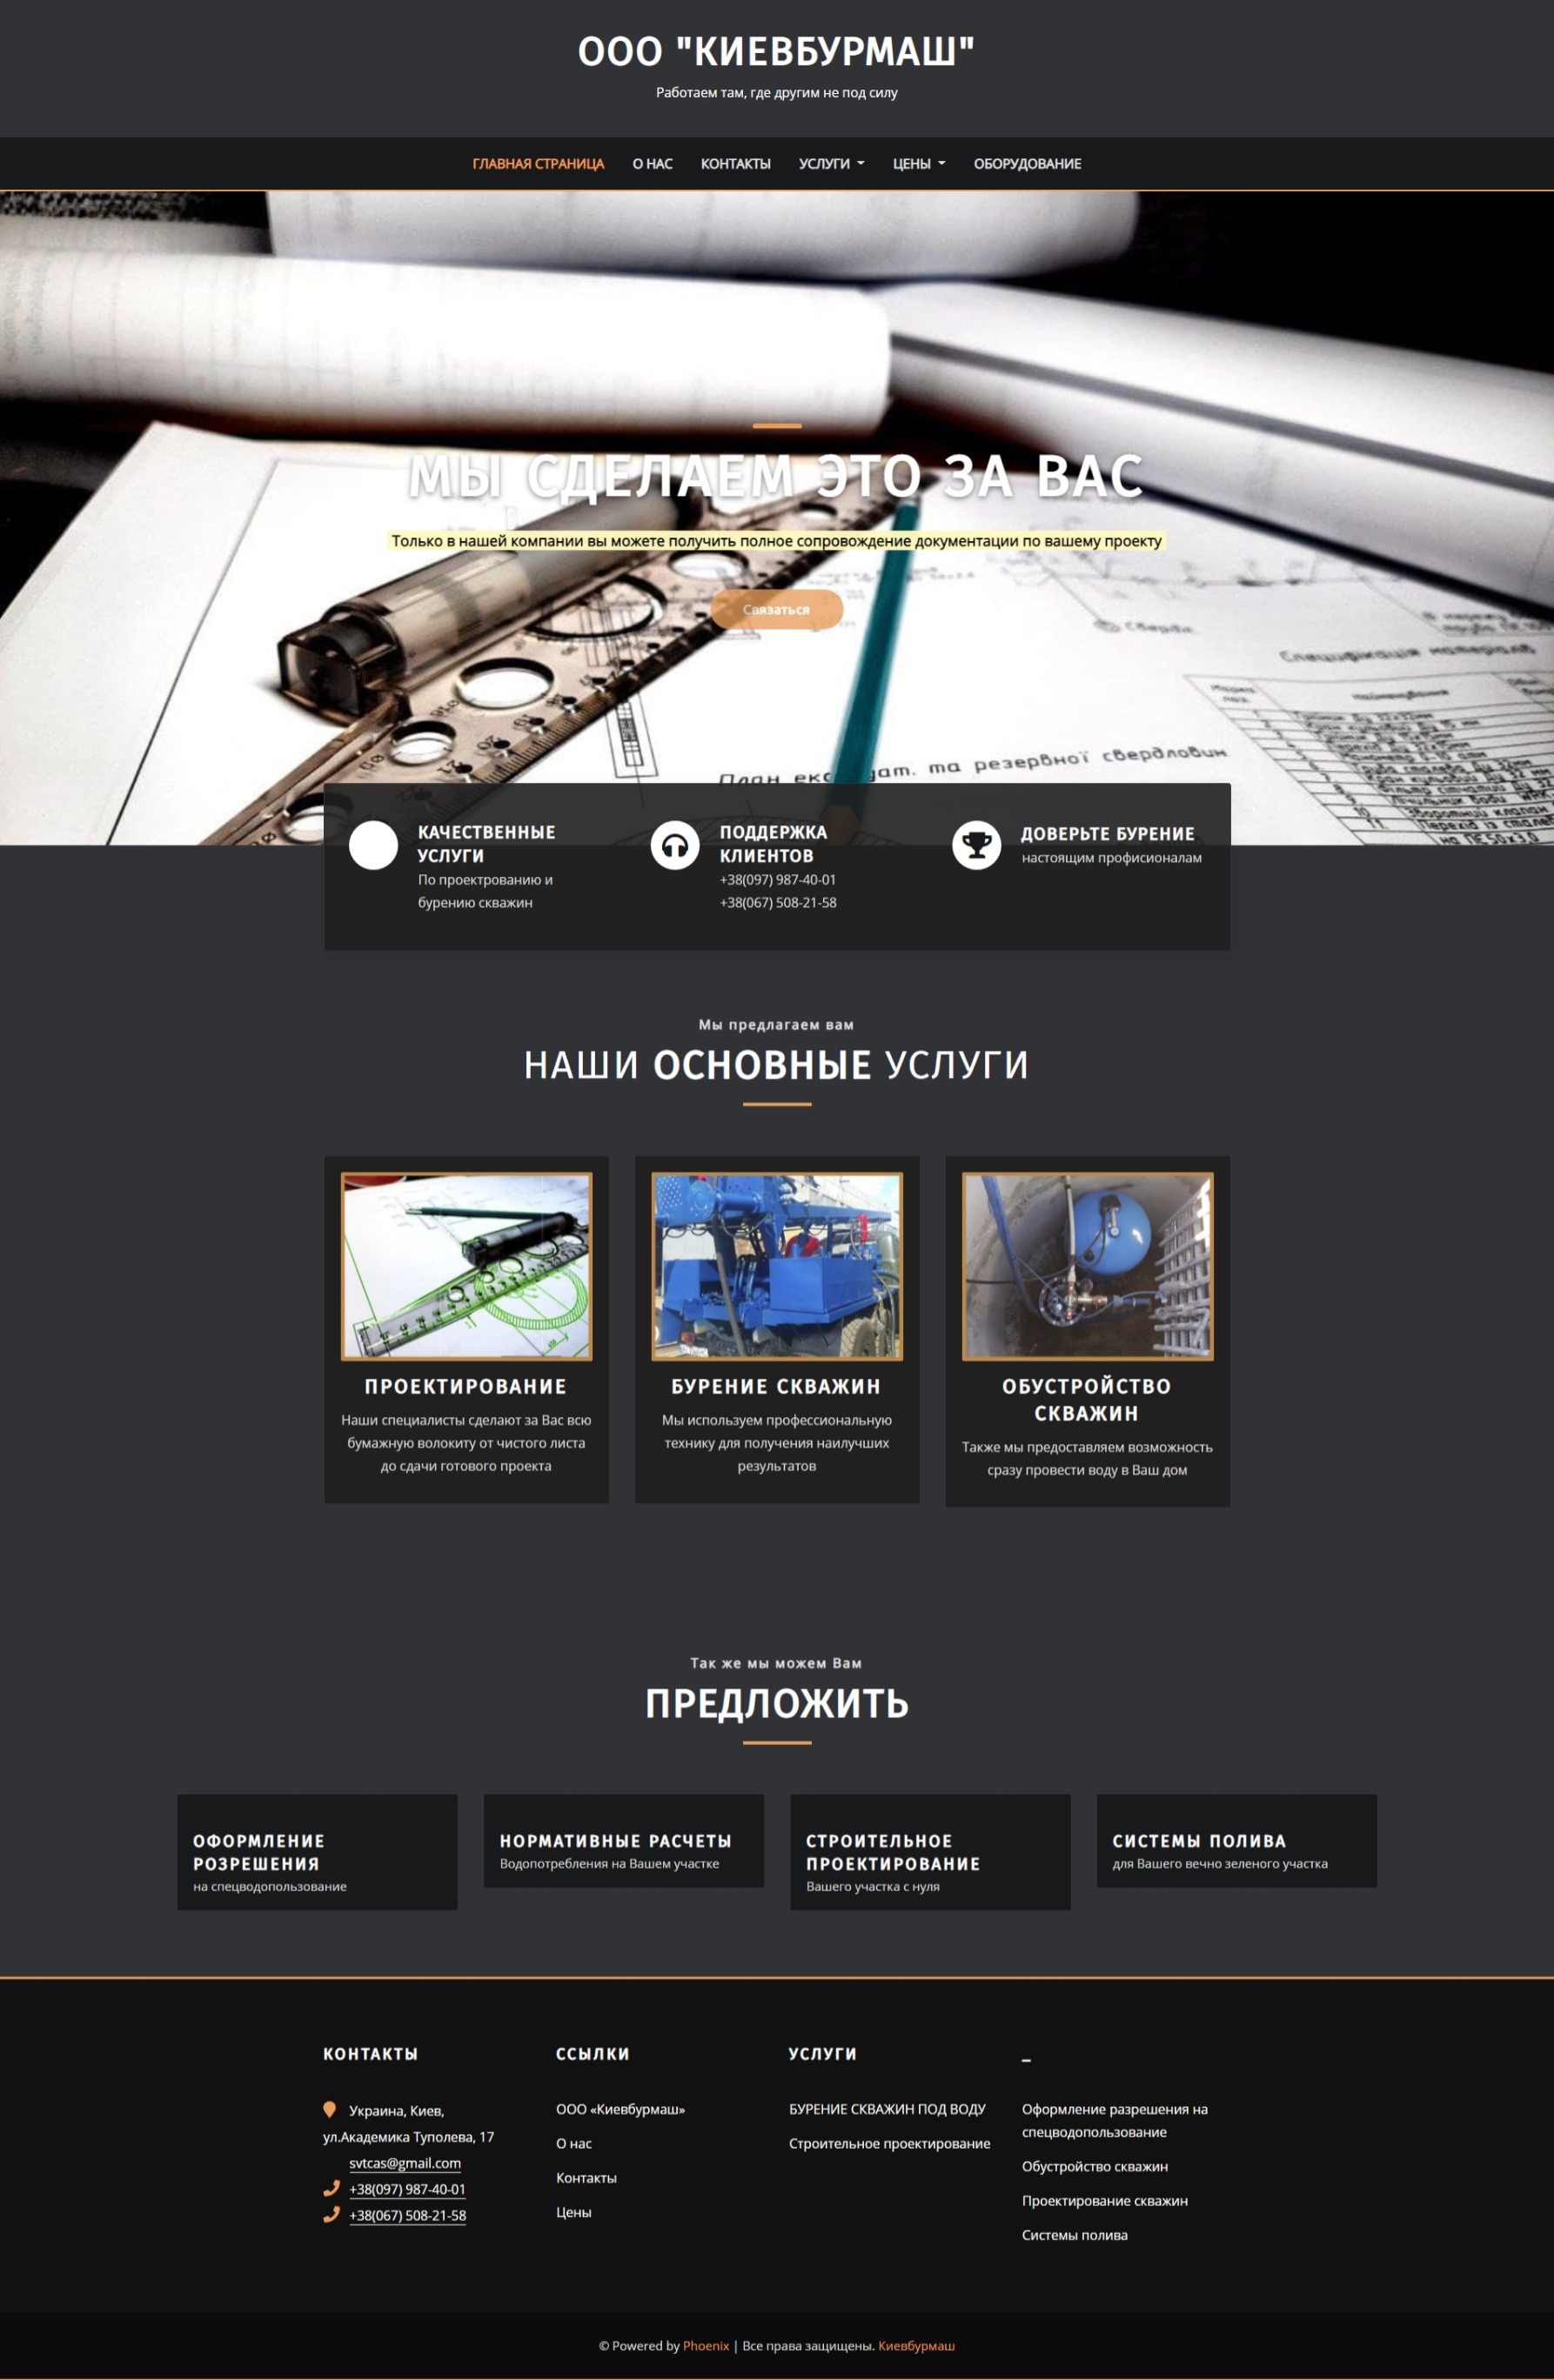 ООО "КИЕВБУРМАШ"
Работаем там, где другим не под силу
ГЛАВНАЯ СТРАНИЦА О НАС КОНТАКТЫ УСЛУГИ ЦЕНЫ ОБОРУДОВАНИЕ
МЫ СДЕЛАЕМ ЭТО ЗА ВАС
Только в нашей компании вы можете получить полное сопровождение документации по вашему проекту
Связаться
Специфікація матеріалів
План екс ат. та резервної свердловин
КАЧЕСТВЕННЫЕ
УСЛУГИ
По проектрованию и
бурению скважин
ПОДДЕРЖКА
КЛИЕНТОВ
+38(097) 987-40-01
+38(067) 508-21-58
ДОВЕРЬТЕ БУРЕНИЕ
настоящим профисионалам
Мы предлагаем вам
НАШИ ОСНОВНЫЕ УСЛУГИ
ПРОЕКТИРОВАНИЕ
Наши специалисты сделают за Вас всю
бумажную волокиту от чистого листа
до сдачи готового проекта
БУРЕНИЕ СКВАЖИН
Мы используем профессиональную
технику для получения наилучших
результатов
ОБУСТРОЙСТВО
СКВАЖИН
Также мы предоставляем возможность
сразу провести воду в Ваш дом
Так же мы можем Вам
ПРЕДЛОЖИТЬ
ОФОРМЛЕНИЕ
РОЗРЕШЕНИЯ
на спецводопользование
НОРМАТИВНЫЕ РАСЧЕТЫ
Водопотребления на Вашем участке
СТРОИТЕЛЬНОЕ
ПРОЕКТИРОВАНИЕ
Вашего участка с нуля
СИСТЕМЫ ПОЛИВА
для Вашего вечно зеленого участка
КОНТАКТЫ
Украина, Киев,
ул.Академика Туполева, 17
svtcas@gmail.com
+38(097) 987-40-01
+38(067) 508-21-58
ССЫЛКИ
ООО «Киевбурмаш»
О нас
Контакты
Цены
УСЛУГИ
БУРЕНИЕ СКВАЖИН ПОД ВОДУ
Строительное проектирование
_
Оформление разрешения на
спецводопользование
Обустройство скважин
Проектирование скважин
Системы полива
© Powered by Phoenix | Все права защищены. Киевбурмаш